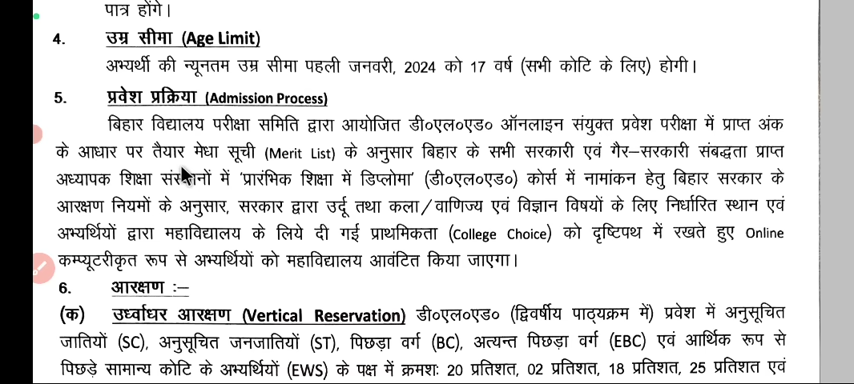 पात्र होंगे।
4. उम्र सीमा (Age Limit)
अभ्यर्थी की न्यूनतम उम्र सीमा पहली जनवरी, 2024 को 17 वर्ष (सभी कोटि के लिए) होगी।
5. प्रवेश प्रक्रिया (Admission Process)
बिहार विद्यालय परीक्षा समिति द्वारा आयोजित डी०एल०एड० ऑनलाइन संयुक्त प्रवेश परीक्षा में प्राप्त अंक
के आधार पर तैयार मेधा सूची (Merit List) के अनुसार बिहार के सभी सरकारी एवं गैर–सरकारी संबद्धता प्राप्त
अध्यापक शिक्षा संस्थानों में 'प्रारंभिक शिक्षा में डिप्लोमा' (डी०एल०एड०) कोर्स में नामांकन हेतु बिहार सरकार के
आरक्षण नियमों के अनुसार, सरकार द्वारा उर्दू तथा कला/वाणिज्य एवं विज्ञान विषयों के लिए निर्धारित स्थान एवं
अभ्यर्थियों द्वारा महाविद्यालय के लिये दी गई प्राथमिकता (College Choice) को दृष्टिपथ में रखते हुए Online
कम्प्यूटरीकृत रूप से अभ्यर्थियों को महाविद्यालय आवंटित किया जाएगा।
6. आरक्षण :–
(क) उर्ध्वाधर आरक्षण (Vertical Reservation) डी०एल०एड० (द्विवर्षीय पाठ्यक्रम में) प्रवेश में अनुसूचित
जातियों (SC), अनुसूचित जनजातियों (ST), पिछड़ा वर्ग (BC), अत्यन्त पिछड़ा वर्ग (EBC) एवं आर्थिक रूप से
पिछड़े सामान्य कोटि के अभ्यर्थियों (EWS) के पक्ष में क्रमशः 20 प्रतिशत, 02 प्रतिशत, 18 प्रतिशत, 25 प्रतिशत एवं